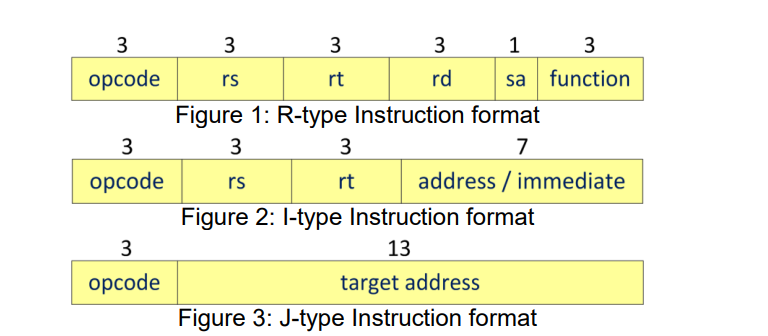 3 3 3 3 1 3
opcode rs rt rd sa function
Figure 1: R-type Instruction format
3 3 3 7
opcode rs rt address / immediate
Figure 2: I-type Instruction format
3 13
opcode target address
Figure 3: J-type Instruction format